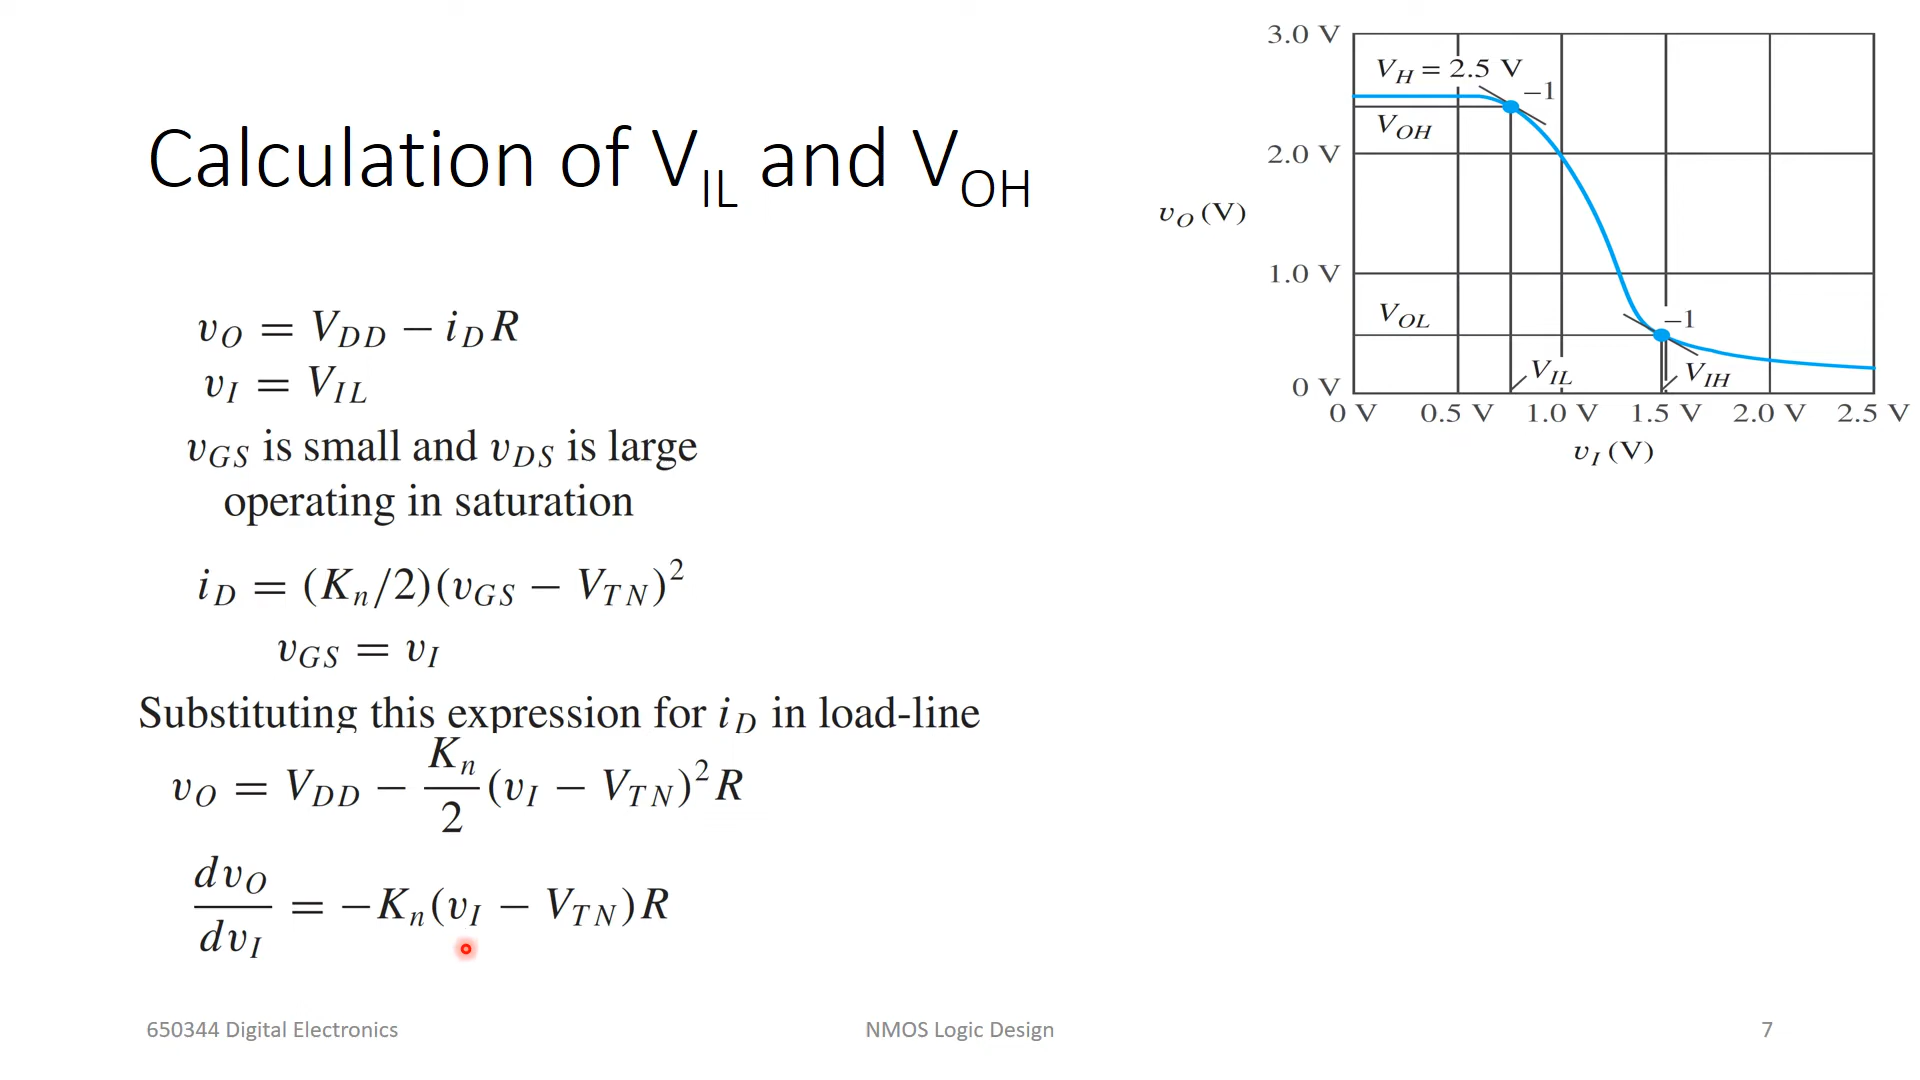 Calculation of V_IL and V_OH
v_O = V_DD − i_D R
v_I = V_IL
v_GS is small and v_DS is large
operating in saturation
i_D = (K_n/2)(v_GS − V_TN)^2
v_GS = v_I
Substituting this expression for i_D in load-line
v_O = V_DD − K_n/2 (v_I − V_TN)^2 R
dv_O/dv_I = −K_n(v_I − V_TN)R
3.0 V
V_H = 2.5 V
−1
V_OH
2.0 V
v_O (V)
1.0 V
V_OL
−1
V_IL
V_IH
0 V
0 V 0.5 V 1.0 V 1.5 V 2.0 V 2.5 V
v_I (V)
650344 Digital Electronics
NMOS Logic Design
7